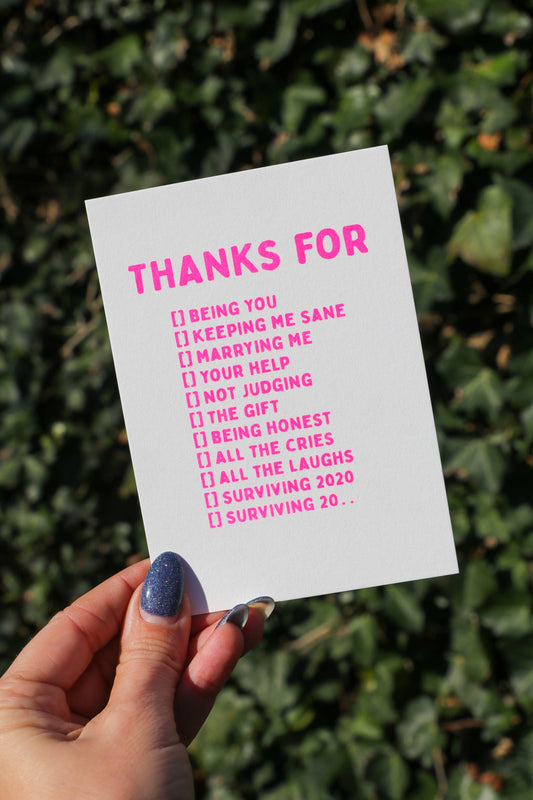 THANKS FOR
[] BEING YOU
[] KEEPING ME SANE
[] MARRYING ME
[] YOUR HELP
[] NOT JUDGING
[] THE GIFT
[] BEING HONEST
[] ALL THE CRIES
[] ALL THE LAUGHS
[] SURVIVING 2020
[] SURVIVING 20..